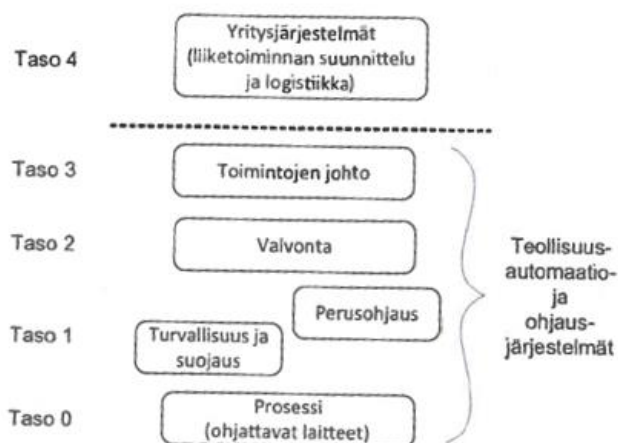 Taso 4
Yritysjärjestelmät
(liiketoiminnan suunnittelu
ja logistiikka)
Taso 3
Toimintojen johto
Taso 2
Valvonta
Perusohjaus
Taso 1
Turvallisuus ja
suojaus
Taso 0
Prosessi
(ohjattavat laitteet)
Teollisuus-
automaatio-
ja
ohjaus-
järjestelmät